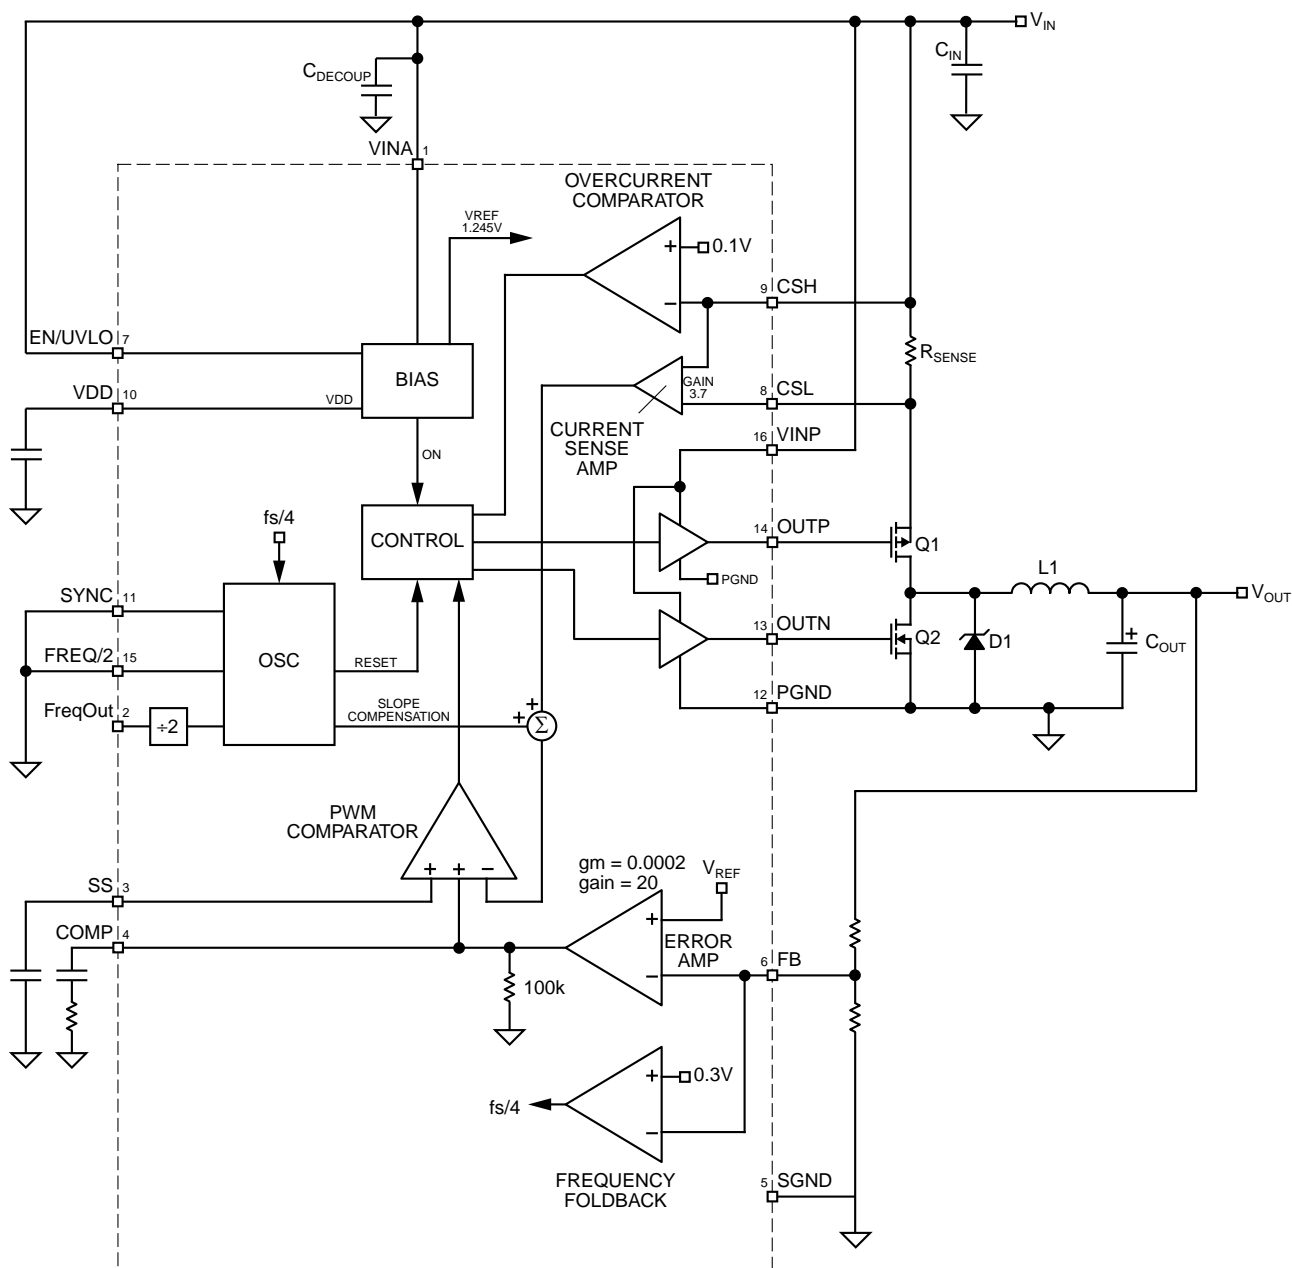 V_IN
C_IN
C_DECOUP
VINA 1
OVERCURRENT
COMPARATOR
VREF
1.245V
+ 0.1V
−
9 CSH
EN/UVLO 7
R_SENSE
BIAS
GAIN
3.7
VDD 10
VDD
8 CSL
CURRENT
SENSE
AMP
16 VINP
ON
fs/4
CONTROL
14 OUTP
Q1
PGND
L1
SYNC 11
V_OUT
13 OUTN
Q2
D1
+
C_OUT
FREQ/2 15
OSC
RESET
12 PGND
FreqOut 2
÷2
SLOPE
COMPENSATION
+
+
Σ
PWM
COMPARATOR
+ + −
gm = 0.0002
gain = 20
V_REF
SS 3
+
ERROR
AMP
−
COMP 4
6 FB
100k
+ 0.3V
fs/4
−
FREQUENCY
FOLDBACK
5 SGND